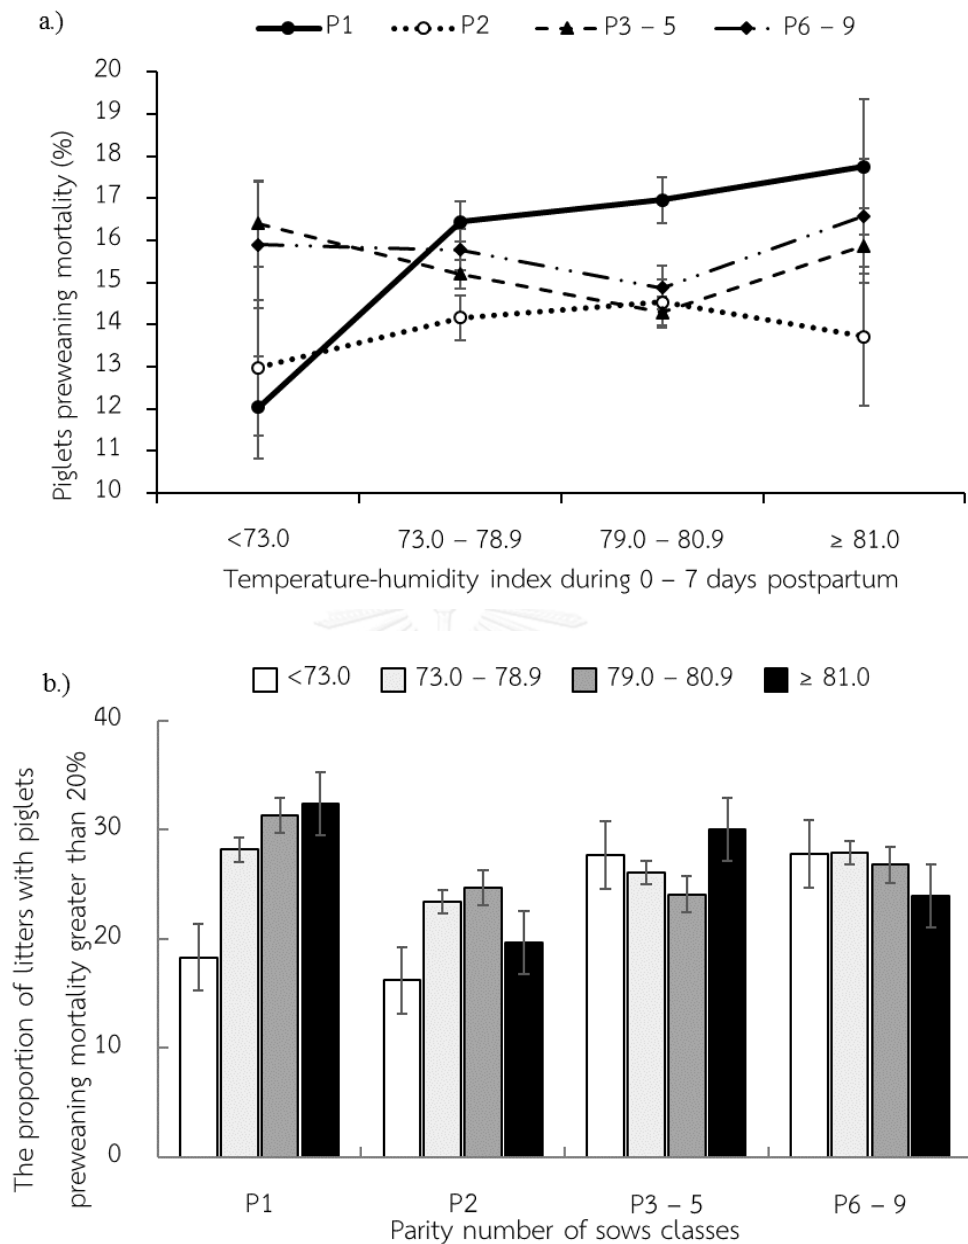 a.)
P1 P2 P3 – 5 P6 – 9
Piglets preweaning mortality (%)
20
19
18
17
16
15
14
13
12
11
10
<73.0 73.0 – 78.9 79.0 – 80.9 ≥ 81.0
Temperature-humidity index during 0 – 7 days postpartum
b.)
<73.0 73.0 – 78.9 79.0 – 80.9 ≥ 81.0
The proportion of litters with piglets
preweaning mortality greater than 20%
40
30
20
10
0
P1 P2 P3 – 5 P6 – 9
Parity number of sows classes